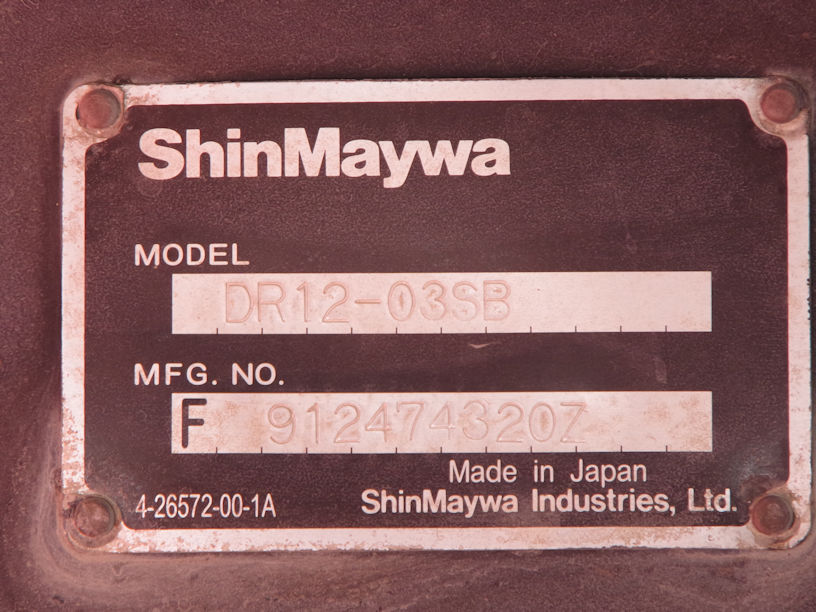 ShinMaywa
MODEL
DR12-03SB
MFG. NO.
F 912474320Z
Made in Japan
4-26572-00-1A ShinMaywa Industries, Ltd.